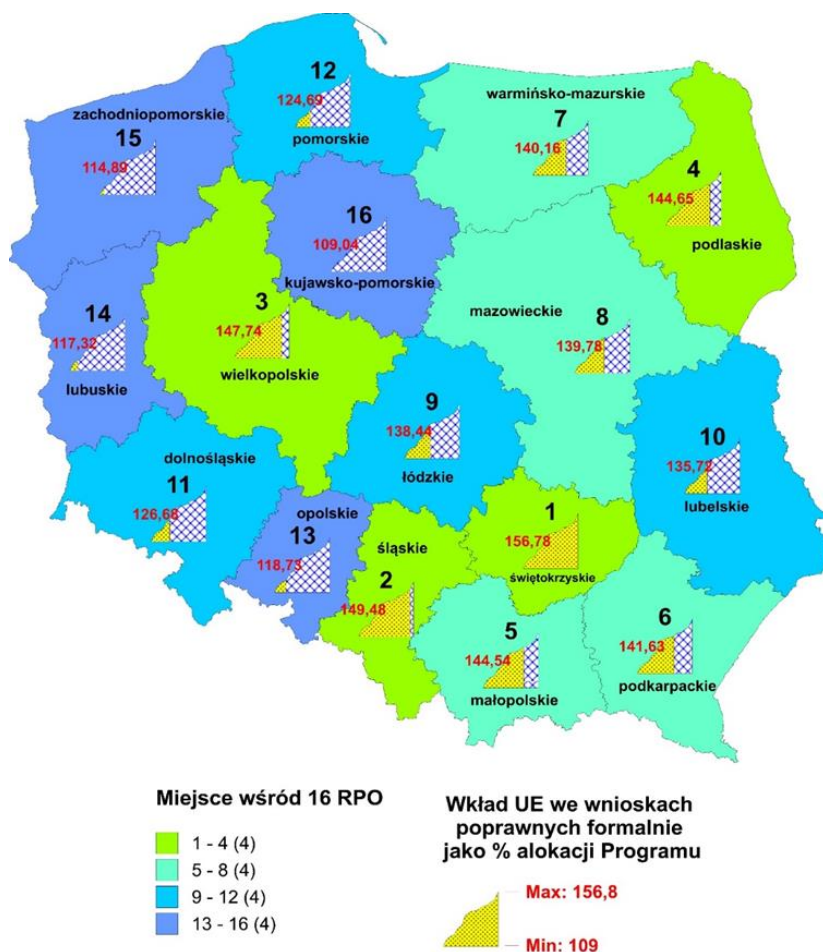 12
124,69
pomorskie
warmińsko-mazurskie
7
140,16
zachodniopomorskie
15
114,89
4
144,65
podlaskie
16
109,04
kujawsko-pomorskie
14
117,32
lubuskie
3
147,74
wielkopolskie
mazowieckie
8
139,78
9
138,44
łódzkie
10
135,72
lubelskie
dolnośląskie
11
126,68
opolskie
13
118,73
śląskie
2
149,48
1
156,78
świętokrzyskie
5
144,54
małopolskie
6
141,63
podkarpackie
Miejsce wśród 16 RPO
1 - 4 (4)
5 - 8 (4)
9 - 12 (4)
13 - 16 (4)
Wkład UE we wnioskach
poprawnych formalnie
jako % alokacji Programu
Max: 156,8
Min: 109